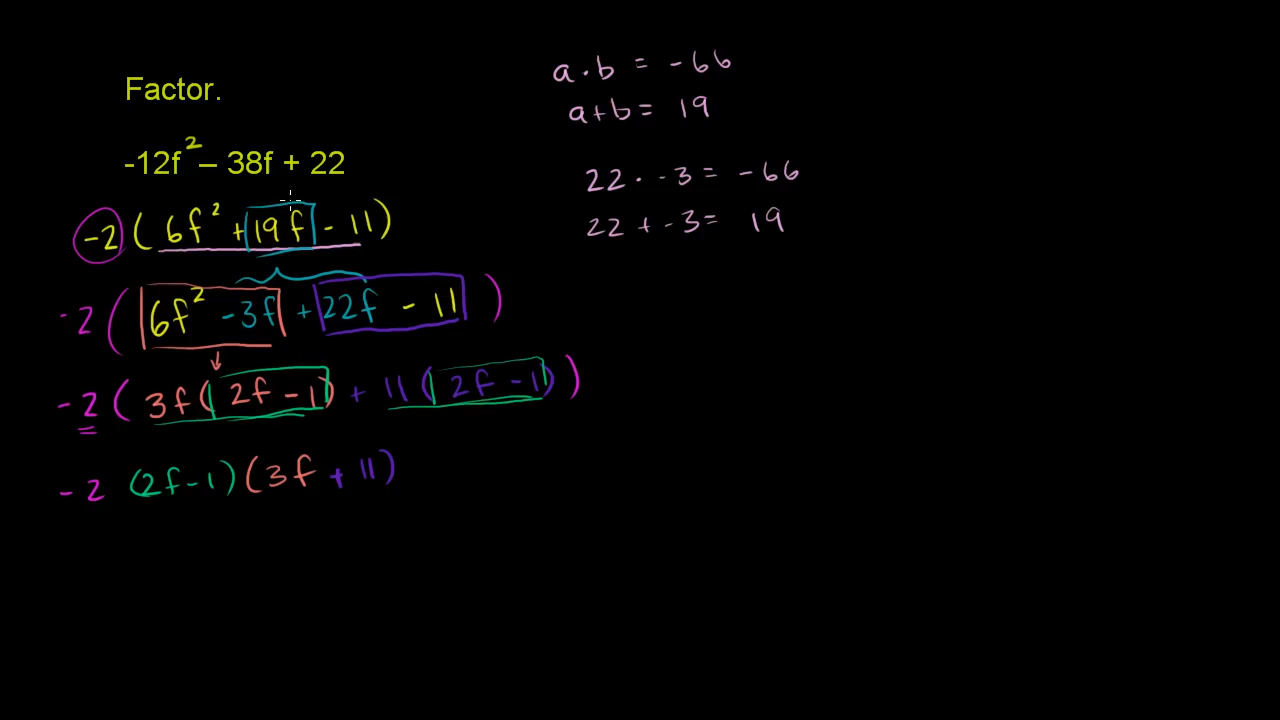 Factor.
-12f² – 38f + 22
-2 ( 6f² + 19f - 11 )
-2 ( 6f² - 3f + 22f - 11 )
-2 ( 3f ( 2f - 1 ) + 11 ( 2f - 1 ) )
-2 (2f - 1) (3f + 11)
a · b = -66
a + b = 19
22 · -3 = -66
22 + -3 = 19